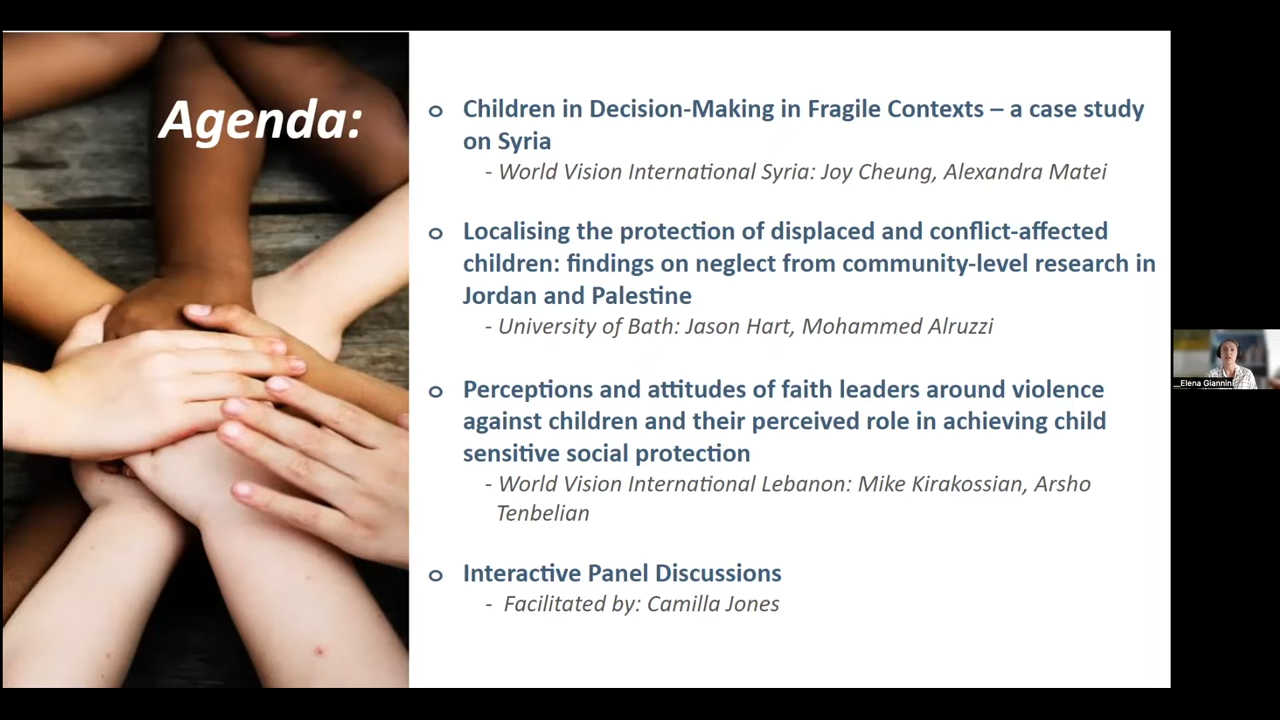 Agenda:
o Children in Decision-Making in Fragile Contexts – a case study
on Syria
- World Vision International Syria: Joy Cheung, Alexandra Matei
o Localising the protection of displaced and conflict-affected
children: findings on neglect from community-level research in
Jordan and Palestine
- University of Bath: Jason Hart, Mohammed Alruzzi
o Perceptions and attitudes of faith leaders around violence
against children and their perceived role in achieving child
sensitive social protection
- World Vision International Lebanon: Mike Kirakossian, Arsho
Tenbelian
o Interactive Panel Discussions
- Facilitated by: Camilla Jones
__Elena Giannini